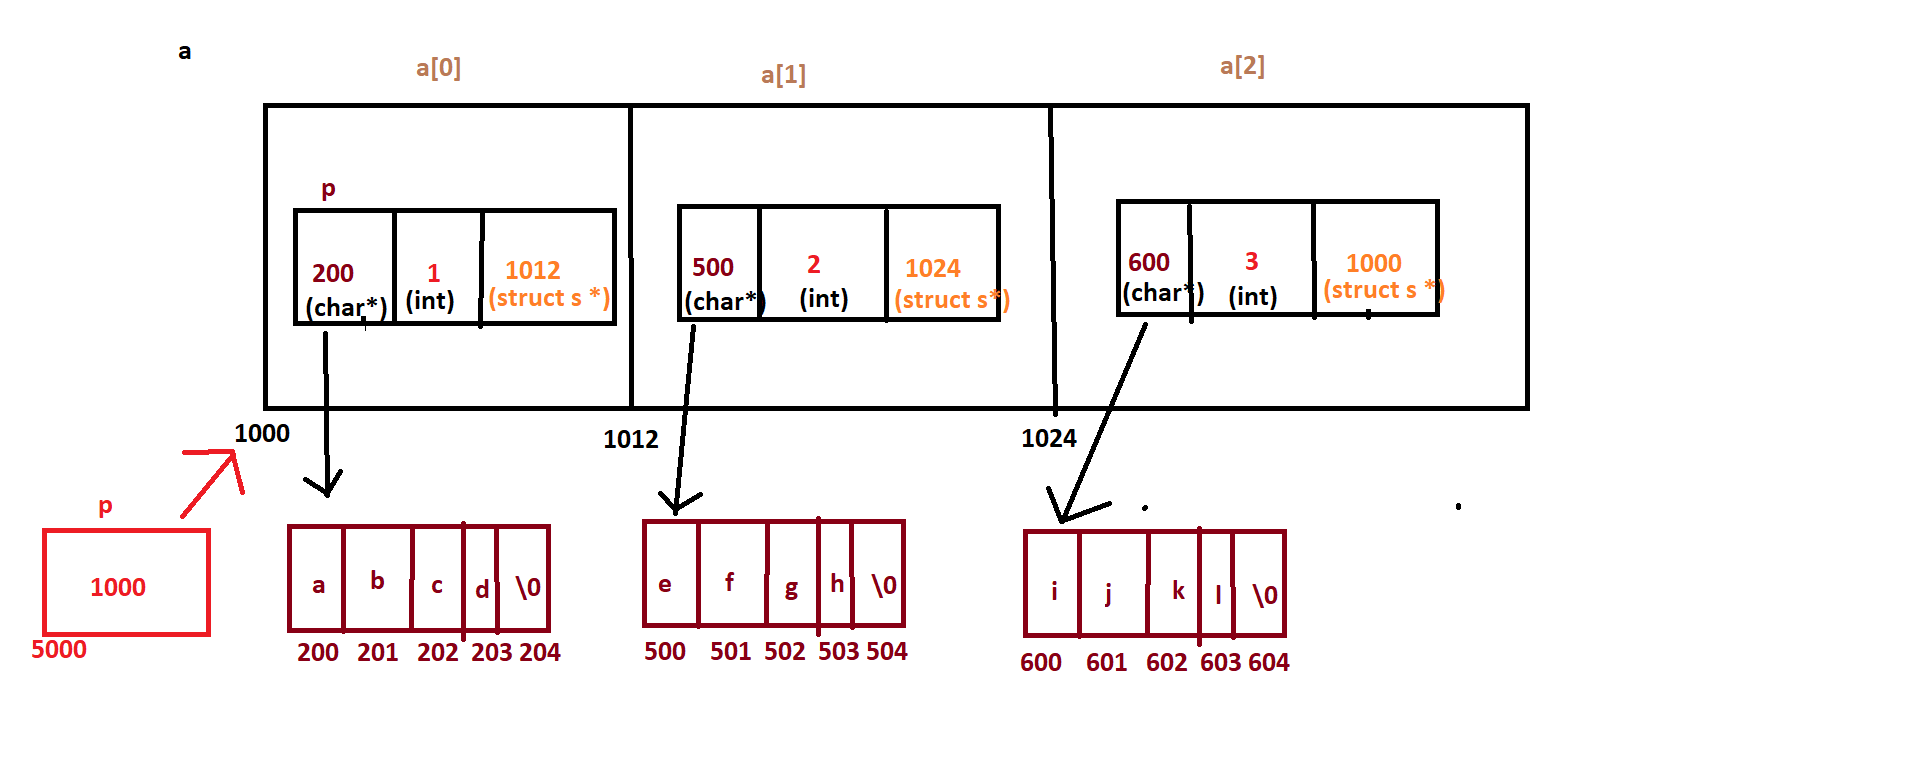 a
a[0] a[1] a[2]
p
200 1 1012 500 2 1024 600 3 1000
(char*) (int) (struct s *) (char*) (int) (struct s*) (char*) (int) (struct s *)
1000 1012 1024
p
1000
5000
a b c d \0 e f g h \0 i j k l \0
200 201 202 203 204 500 501 502 503 504 600 601 602 603 604